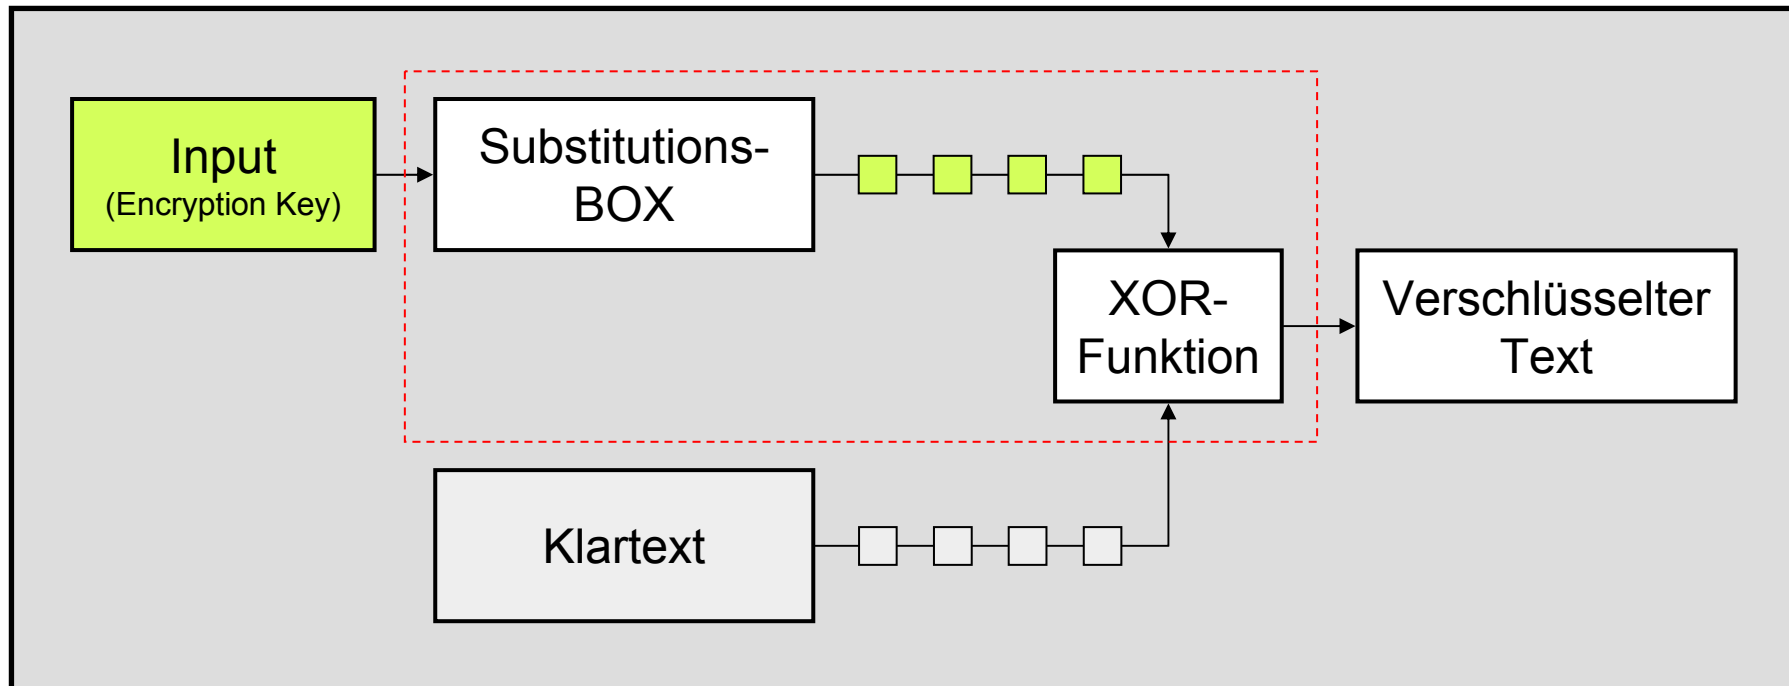 Input
(Encryption Key)
Substitutions-
BOX
XOR-
Funktion
Verschlüsselter
Text
Klartext